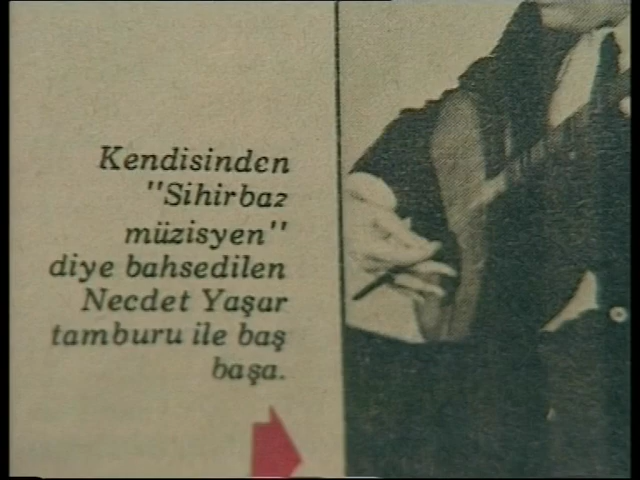 Kendisinden
"Sihirbaz
müzisyen"
diye bahsedilen
Necdet Yaşar
tamburu ile baş
başa.